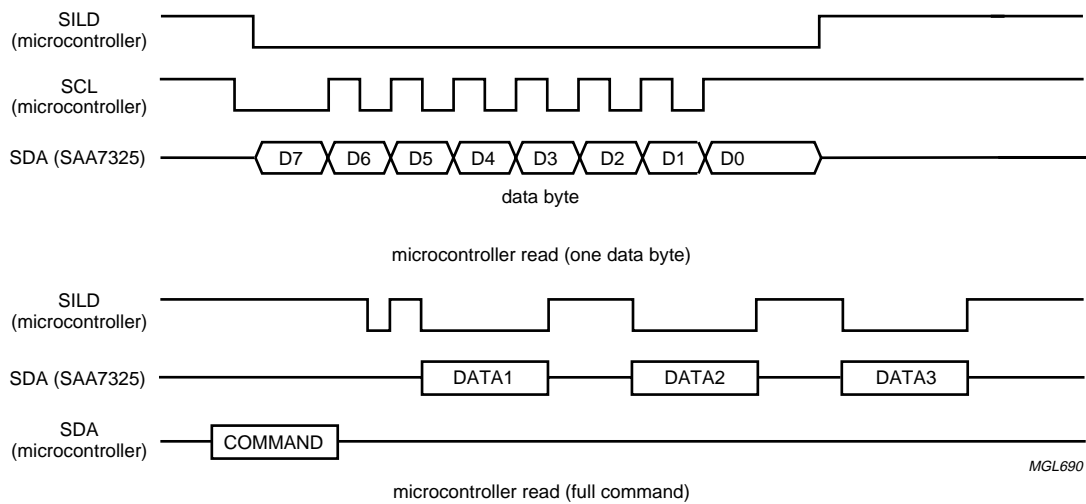 SILD
(microcontroller)
SCL
(microcontroller)
SDA (SAA7325)
D7 D6 D5 D4 D3 D2 D1 D0
data byte
microcontroller read (one data byte)
SILD
(microcontroller)
SDA (SAA7325)
DATA1 DATA2 DATA3
SDA
(microcontroller)
COMMAND
MGL690
microcontroller read (full command)